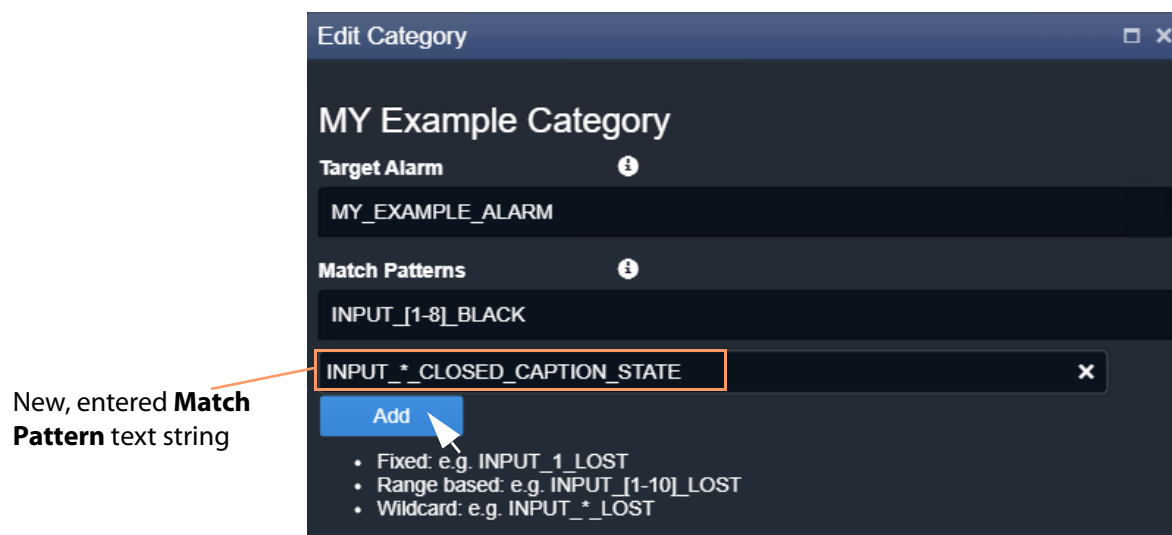 Edit Category
MY Example Category
Target Alarm
MY_EXAMPLE_ALARM
Match Patterns
INPUT_[1-8]_BLACK
INPUT_*_CLOSED_CAPTION_STATE
New, entered Match
Pattern text string
Add
• Fixed: e.g. INPUT_1_LOST
• Range based: e.g. INPUT_[1-10]_LOST
• Wildcard: e.g. INPUT_*_LOST